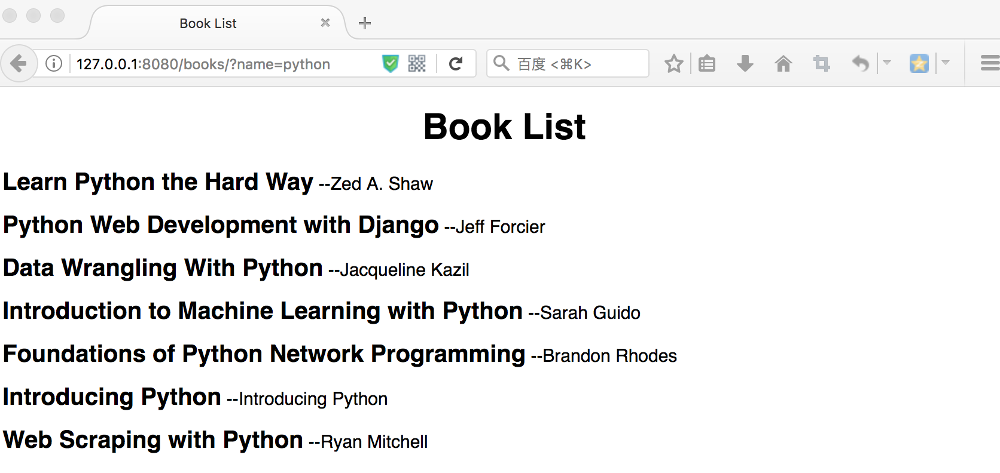 Book List
127.0.0.1:8080/books/?name=python
百度 <⌘K>
Book List
Learn Python the Hard Way --Zed A. Shaw
Python Web Development with Django --Jeff Forcier
Data Wrangling With Python --Jacqueline Kazil
Introduction to Machine Learning with Python --Sarah Guido
Foundations of Python Network Programming --Brandon Rhodes
Introducing Python --Introducing Python
Web Scraping with Python --Ryan Mitchell